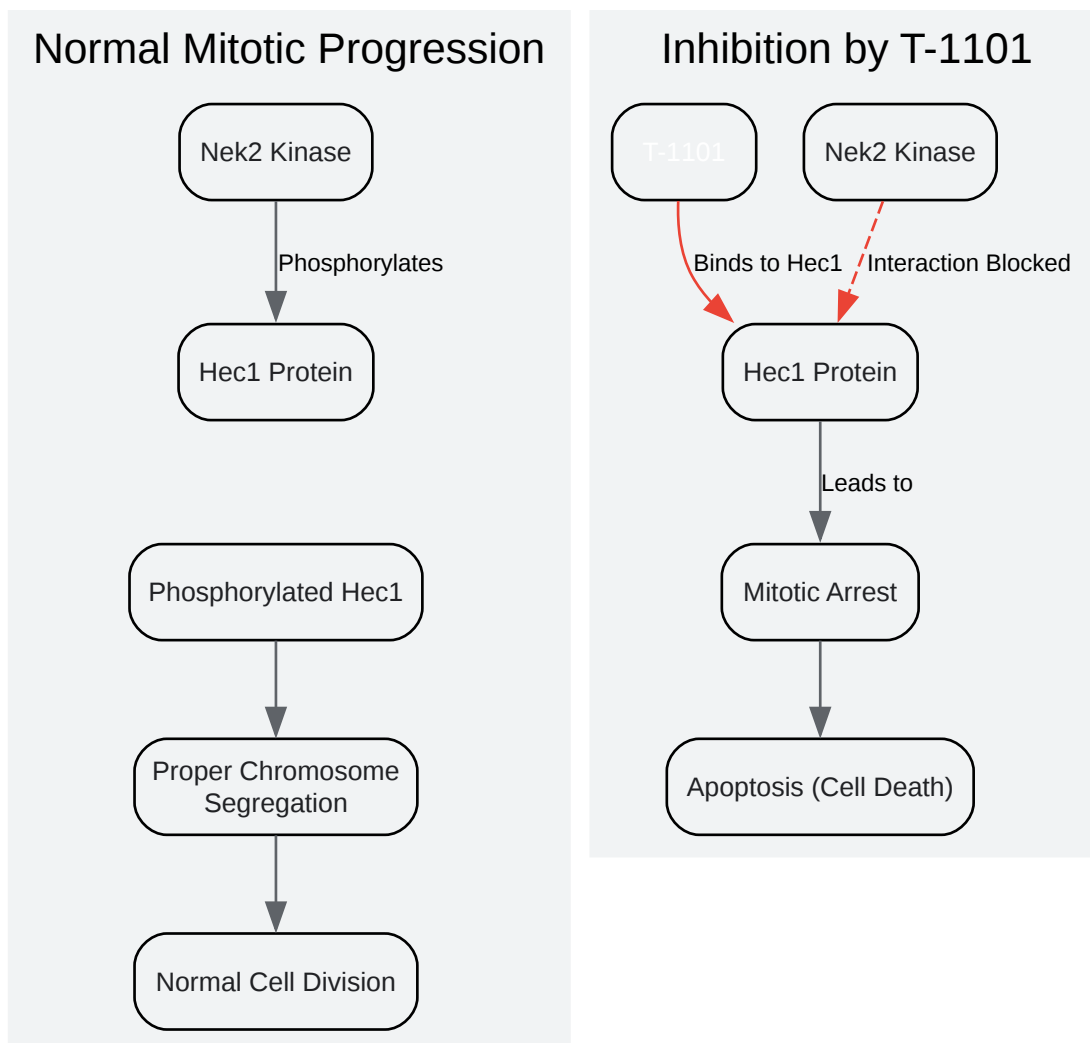 Normal Mitotic Progression
Nek2 Kinase
Phosphorylates
Hec1 Protein
Phosphorylated Hec1
Proper Chromosome
Segregation
Normal Cell Division
Inhibition by T-1101
T-1101
Nek2 Kinase
Binds to Hec1
Interaction Blocked
Hec1 Protein
Leads to
Mitotic Arrest
Apoptosis (Cell Death)